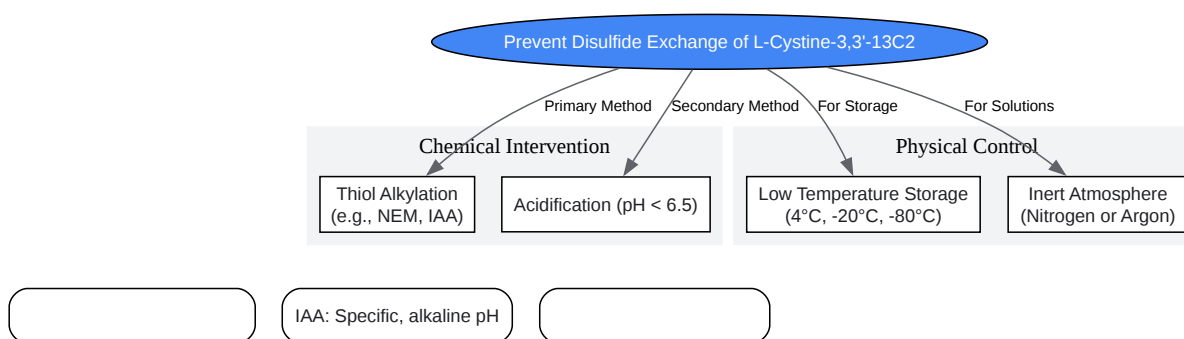 Prevent Disulfide Exchange of L-Cystine-3,3'-13C2
Primary Method
Secondary Method
For Storage
For Solutions
Chemical Intervention
Physical Control
Thiol Alkylation
(e.g., NEM, IAA)
Acidification (pH < 6.5)
Low Temperature Storage
(4°C, -20°C, -80°C)
Inert Atmosphere
(Nitrogen or Argon)
IAA: Specific, alkaline pH